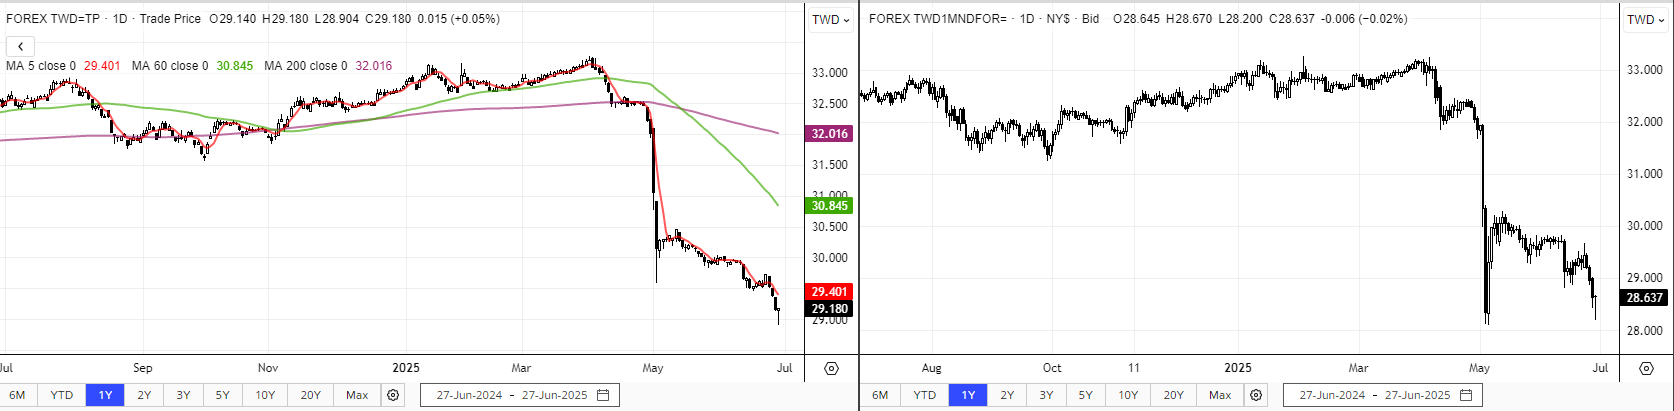 FOREX TWD=TP · 1D · Trade Price O29.140 H29.180 L28.904 C29.180 0.015 (+0.05%)
TWD
MA 5 close 0 29.401 MA 60 close 0 30.845 MA 200 close 0 32.016
33.000
32.500
32.016
31.500
31.000
30.845
30.500
30.000
29.401
29.180
29.000
Jul Sep Nov 2025 Mar May Jul
6M YTD 1Y 2Y 3Y 5Y 10Y 20Y Max 27-Jun-2024 - 27-Jun-2025
FOREX TWD1MNDFOR= · 1D · NY$ · Bid O28.645 H28.670 L28.200 C28.637 -0.006 (-0.02%)
TWD
33.000
32.000
31.000
30.000
29.000
28.637
28.000
Aug Oct 11 2025 Mar May Jul
6M YTD 1Y 2Y 3Y 5Y 10Y 20Y Max 27-Jun-2024 - 27-Jun-2025